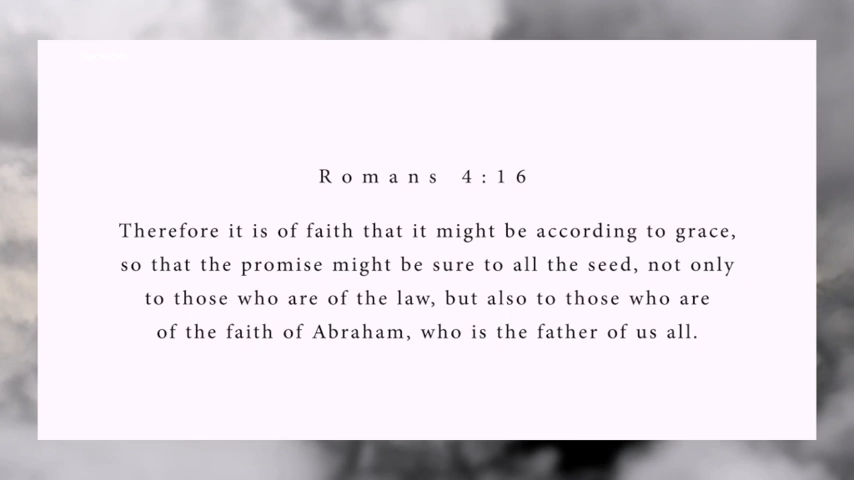 Romans 4:16
Therefore it is of faith that it might be according to grace,
so that the promise might be sure to all the seed, not only
to those who are of the law, but also to those who are
of the faith of Abraham, who is the father of us all.